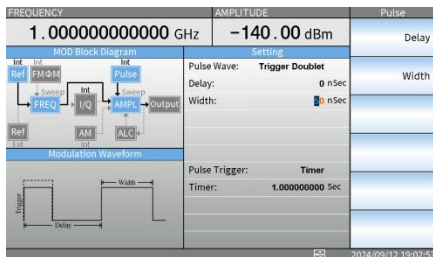 FREQUENCY AMPLITUDE Pulse
1.000000000000 GHz -140.00 dBm
MOD Block Diagram
Int Int Int
Ref FMΦM Pulse
Sweep Int Sweep
FREQ I/Q AMPL Output
Ref AM ALC
Ext Int
Modulation Waveform
Trigger
Width
Delay
Setting
Pulse Wave: Trigger Doublet
Delay: 0 nSec
Width: nSec
Pulse Trigger: Timer
Timer: 1.000000000 Sec
Delay
Width
2024/09/12 19:02:51